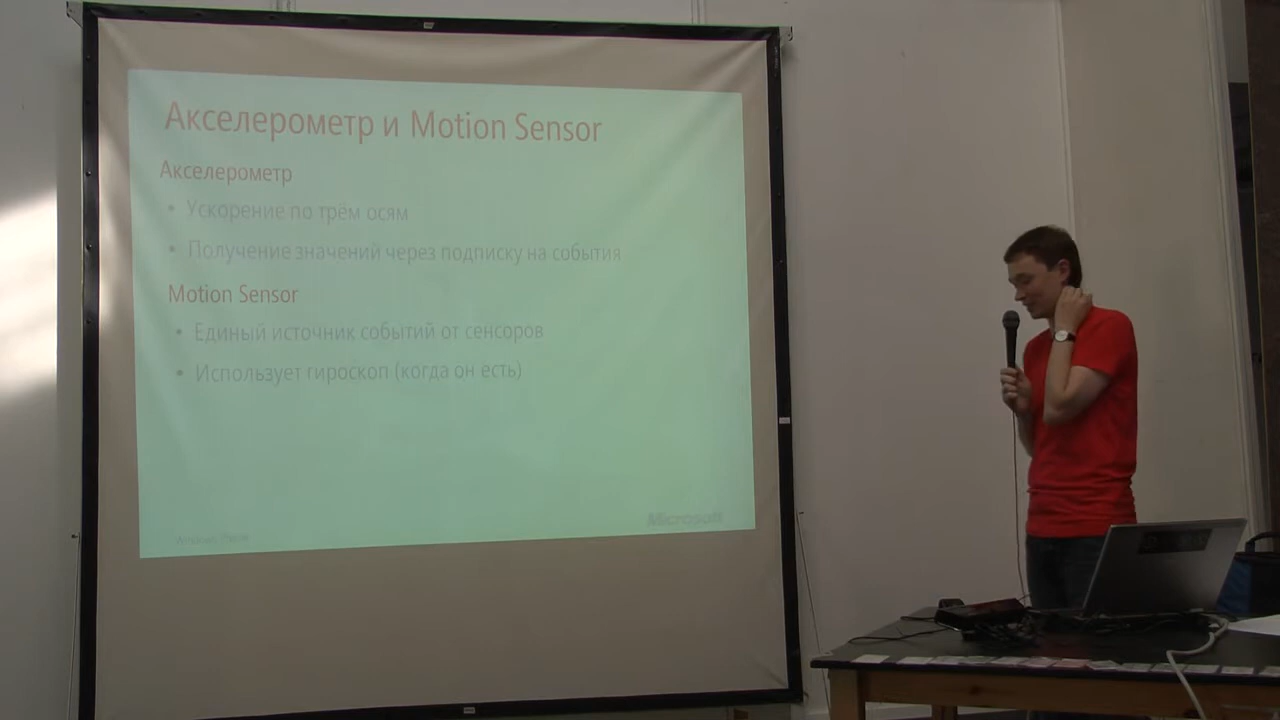 Акселерометр и Motion Sensor
Акселерометр
• Ускорение по трём осям
• Получение значений через подписку на события
Motion Sensor
• Единый источник событий от сенсоров
• Использует гироскоп (когда он есть)
Microsoft